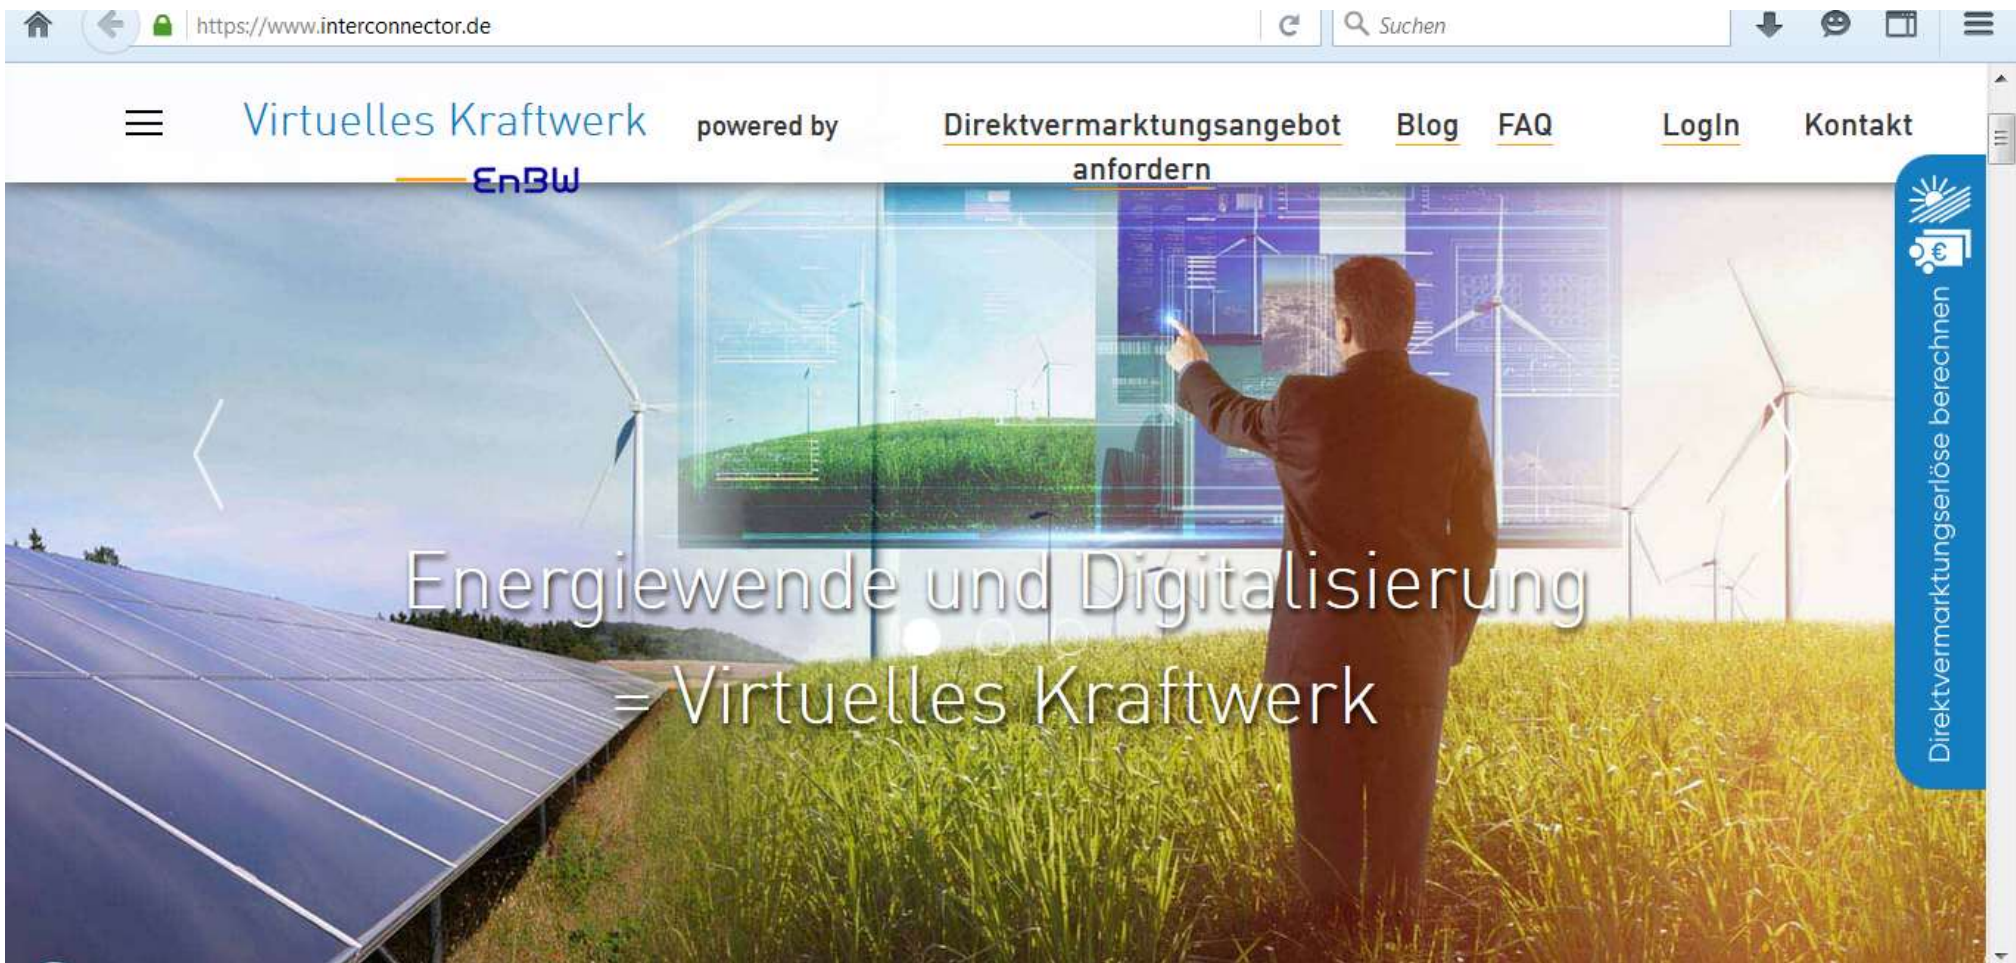 https://www.interconnector.de
Suchen
Virtuelles Kraftwerk
powered by
EnBW
Direktvermarktungsangebot
anfordern
Blog
FAQ
LogIn
Kontakt
€
Direktvermarktungserlöse berechnen
Energiewende und Digitalisierung
= Virtuelles Kraftwerk